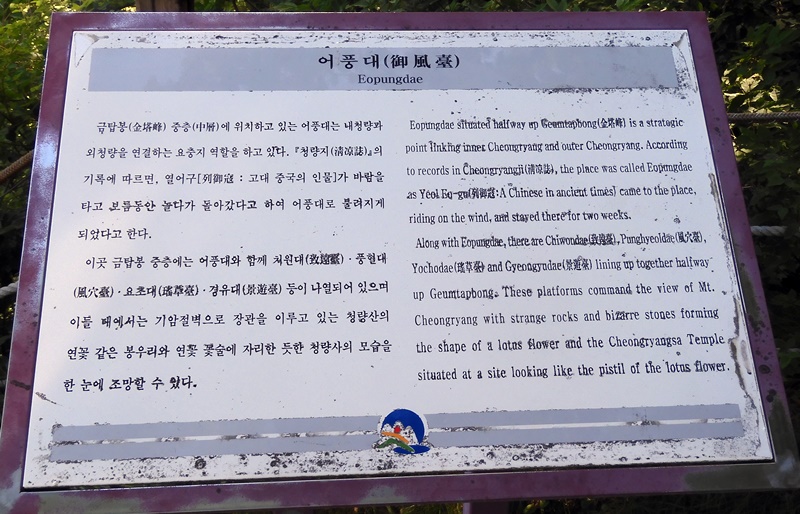 어풍대(御風臺)
Eopungdae
금탑봉(金塔峰) 중층(中層)에 위치하고 있는 어풍대는 내청량과
외청량을 연결하는 요충지 역할을 하고 있다. 『청량지(淸凉誌)』의
기록에 따르면, 열어구[列御寇 : 고대 중국의 인물]가 바람을
타고 보름동안 놀다가 돌아갔다고 하여 어풍대로 불려지게
되었다고 한다.
이곳 금탑봉 중층에는 어풍대와 함께 치원대(致遠臺)·풍혈대
(風穴臺)·요초대(瑤草臺)·경유대(景遊臺) 등이 나열되어 있으며
이들 대에서는 기암절벽으로 장관을 이루고 있는 청량산의
연꽃 같은 봉우리와 연꽃 꽃술에 자리한 듯한 청량사의 모습을
한 눈에 조망할 수 있다.
Eopungdae situated halfway up Geumtapbong(金塔峰) is a strategic
point linking inner Cheongryang and outer Cheongryang. According
to records in Cheongryangji(淸凉誌), the place was called Eopungdae
as Yeol Eo-gu[列御寇:A Chinese in ancient times] came to the place,
riding on the wind, and stayed there for two weeks.
Along with Eopungdae, there are Chiwondae(致遠臺), Punghyeoldae(風穴臺),
Yochodae(瑤草臺) and Gyeongyudae(景遊臺) lining up together halfway
up Geumtapbong. These platforms command the view of Mt.
Cheongryang with strange rocks and bizarre stones forming
the shape of a lotus flower and the Cheongryangsa Temple
situated at a site looking like the pistil of the lotus flower.